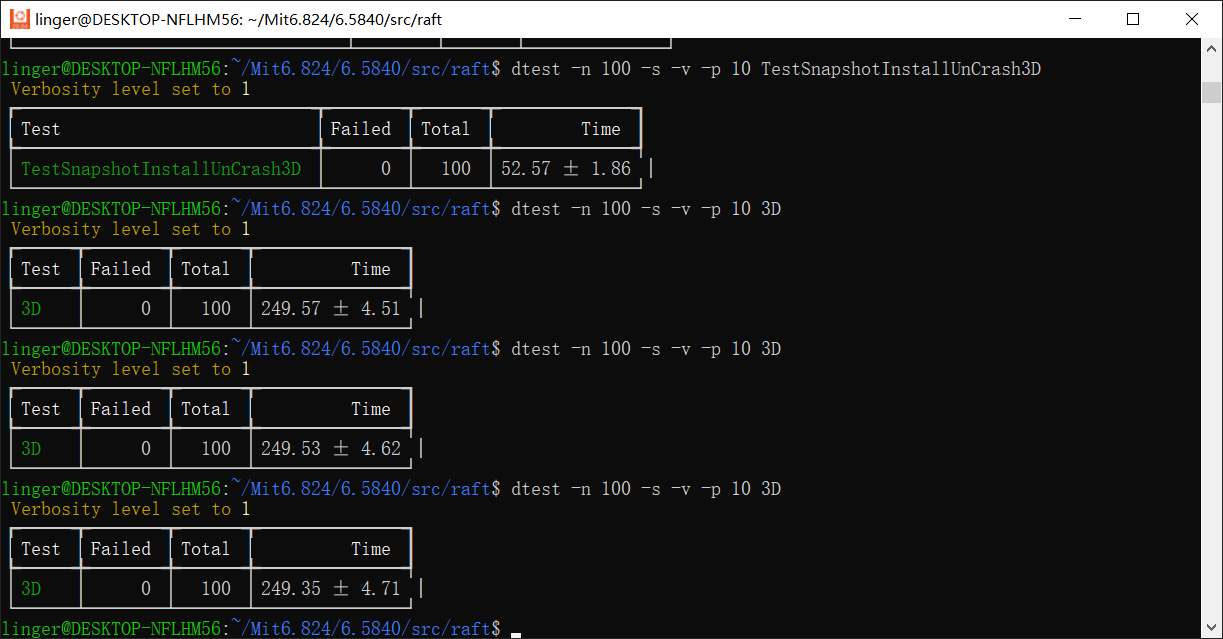 linger@DESKTOP-NFLHM56: ~/Mit6.824/6.5840/src/raft
linger@DESKTOP-NFLHM56:~/Mit6.824/6.5840/src/raft$ dtest -n 100 -s -v -p 10 TestSnapshotInstallUnCrash3D
Verbosity level set to 1
Test Failed Total Time
TestSnapshotInstallUnCrash3D 0 100 52.57 ± 1.86
linger@DESKTOP-NFLHM56:~/Mit6.824/6.5840/src/raft$ dtest -n 100 -s -v -p 10 3D
Verbosity level set to 1
Test Failed Total Time
3D 0 100 249.57 ± 4.51
linger@DESKTOP-NFLHM56:~/Mit6.824/6.5840/src/raft$ dtest -n 100 -s -v -p 10 3D
Verbosity level set to 1
Test Failed Total Time
3D 0 100 249.53 ± 4.62
linger@DESKTOP-NFLHM56:~/Mit6.824/6.5840/src/raft$ dtest -n 100 -s -v -p 10 3D
Verbosity level set to 1
Test Failed Total Time
3D 0 100 249.35 ± 4.71
linger@DESKTOP-NFLHM56:~/Mit6.824/6.5840/src/raft$